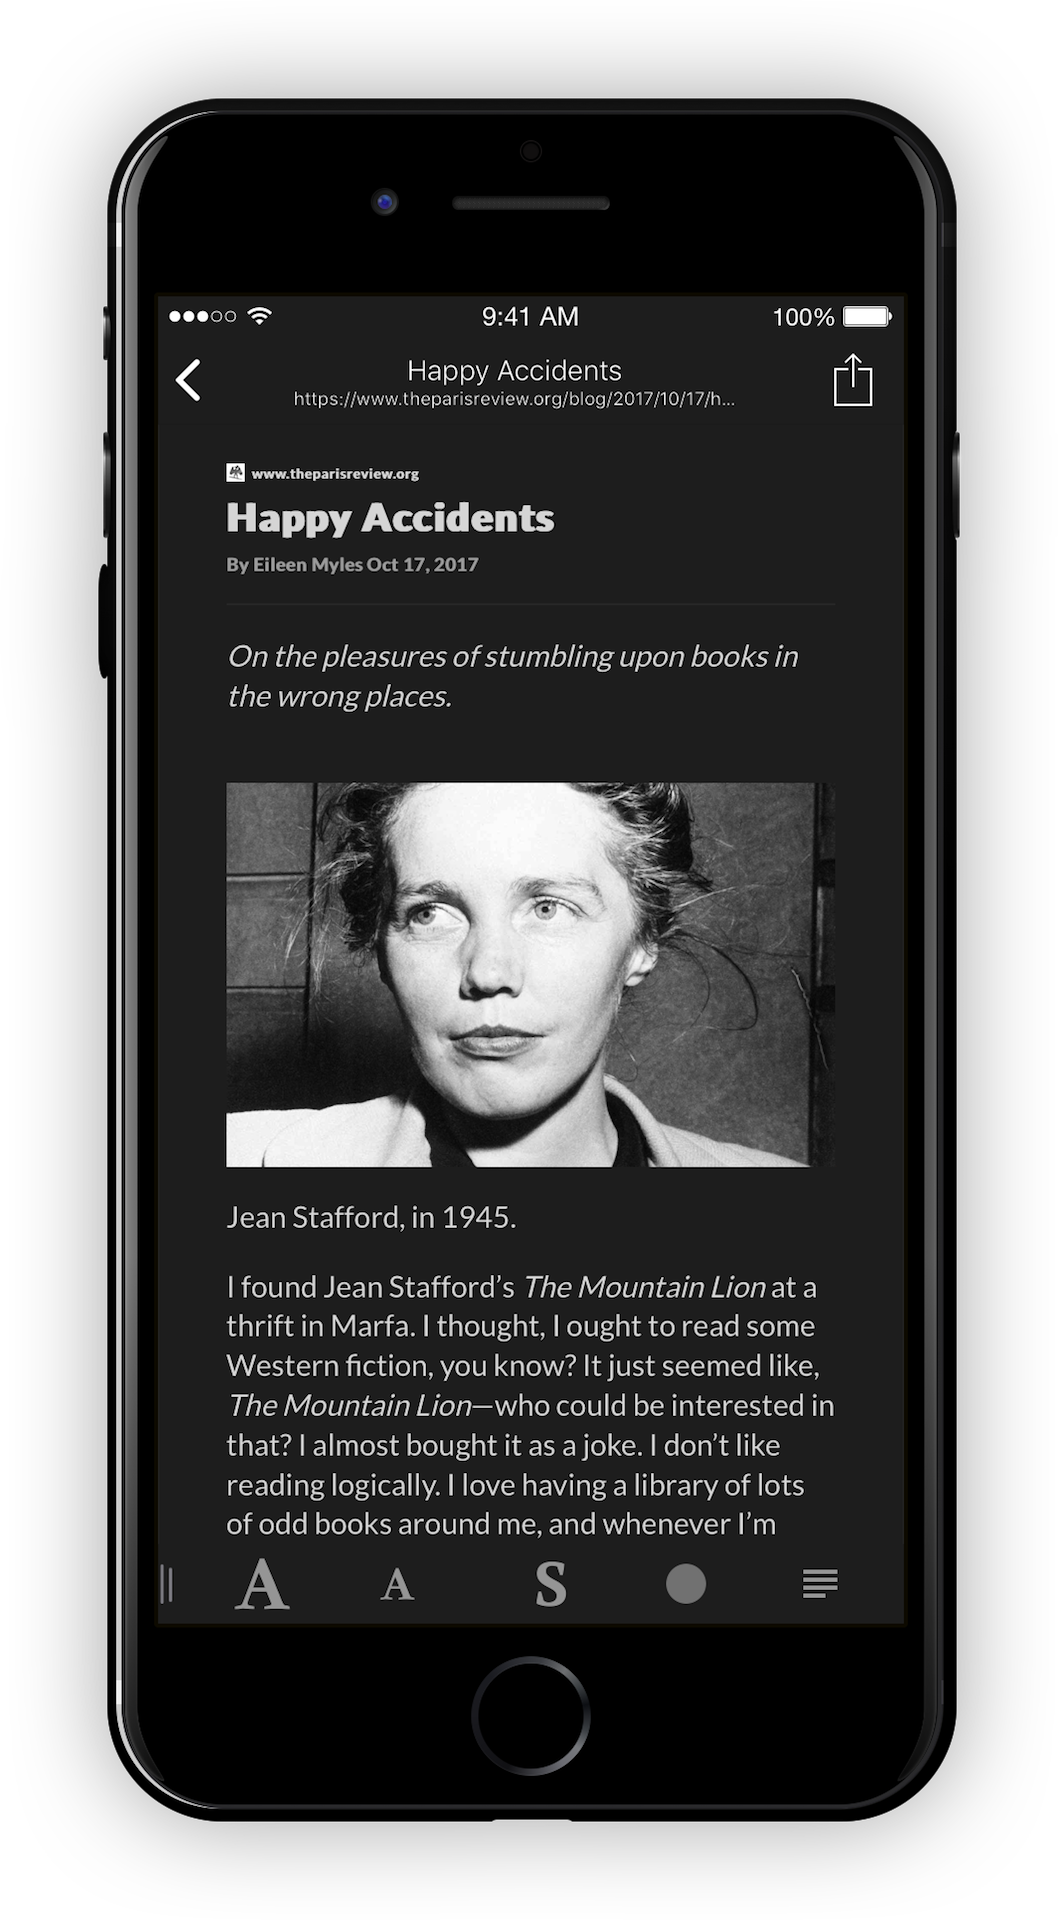 9:41 AM
100%
Happy Accidents
https://www.theparisreview.org/blog/2017/10/17/h...
www.theparisreview.org
Happy Accidents
By Eileen Myles Oct 17, 2017
On the pleasures of stumbling upon books in
the wrong places.
Jean Stafford, in 1945.
I found Jean Stafford’s The Mountain Lion at a
thrift in Marfa. I thought, I ought to read some
Western fiction, you know? It just seemed like,
The Mountain Lion—who could be interested in
that? I almost bought it as a joke. I don’t like
reading logically. I love having a library of lots
of odd books around me, and whenever I’m
A A S